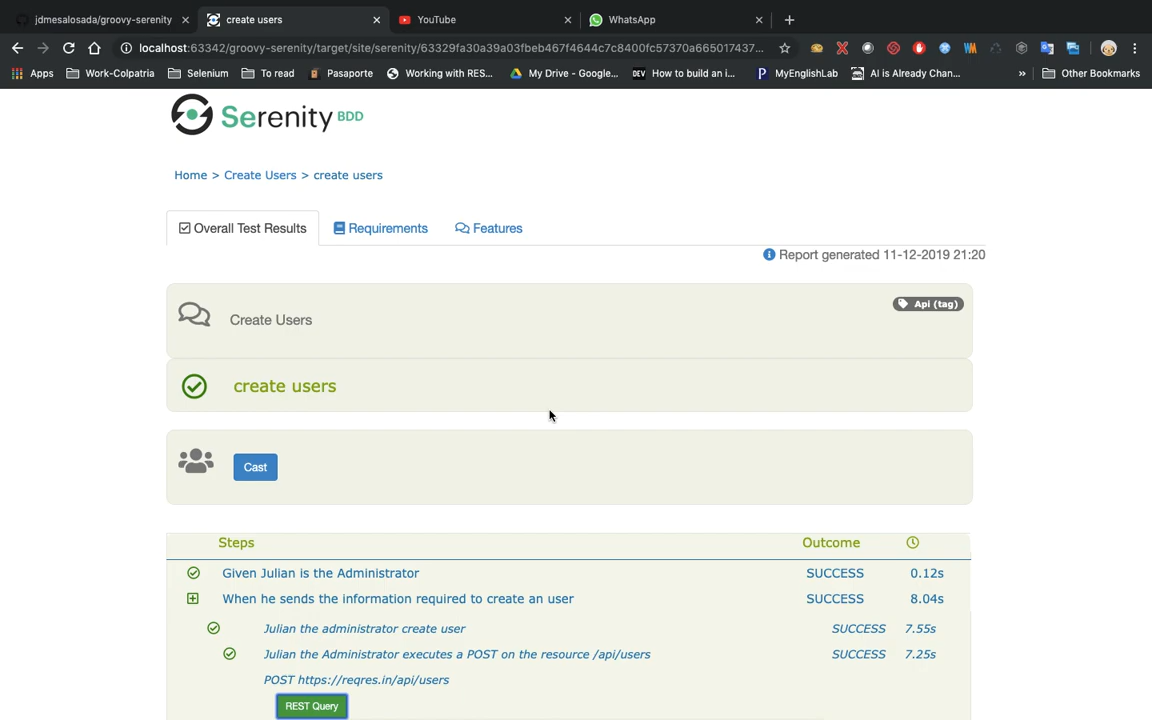 jdmesalosada/groovy-serenity
create users
YouTube
WhatsApp
localhost:63342/groovy-serenity/target/site/serenity/63329fa30a39a03fbeb467f4644c7c8400fc57370a665017437...
Apps
Work-Colpatria
Selenium
To read
Pasaporte
Working with RES...
My Drive - Google...
DEV How to build an i...
MyEnglishLab
AI is Already Chan...
»
Other Bookmarks
Serenity BDD
Home > Create Users > create users
Overall Test Results
Requirements
Features
Report generated 11-12-2019 21:20
Create Users
Api (tag)
create users
Cast
Steps Outcome
Given Julian is the Administrator SUCCESS 0.12s
When he sends the information required to create an user SUCCESS 8.04s
Julian the administrator create user SUCCESS 7.55s
Julian the Administrator executes a POST on the resource /api/users SUCCESS 7.25s
POST https://reqres.in/api/users
REST Query